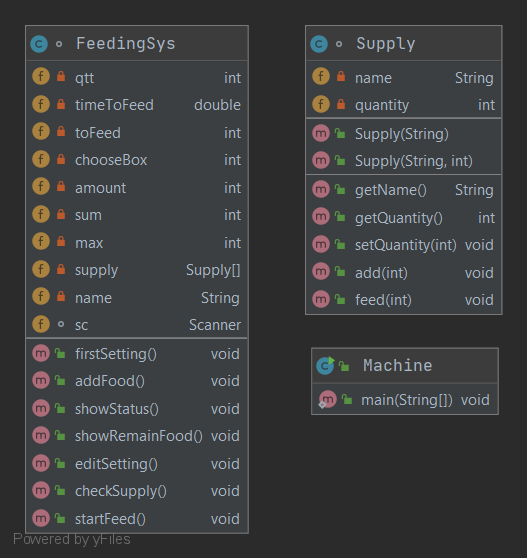 FeedingSys
qtt int
timeToFeed double
toFeed int
chooseBox int
amount int
sum int
max int
supply Supply[]
name String
sc Scanner
firstSetting() void
addFood() void
showStatus() void
showRemainFood() void
editSetting() void
checkSupply() void
startFeed() void
Supply
name String
quantity int
Supply(String)
Supply(String, int)
getName() String
getQuantity() int
setQuantity(int) void
add(int) void
feed(int) void
Machine
main(String[]) void
Powered by yFiles